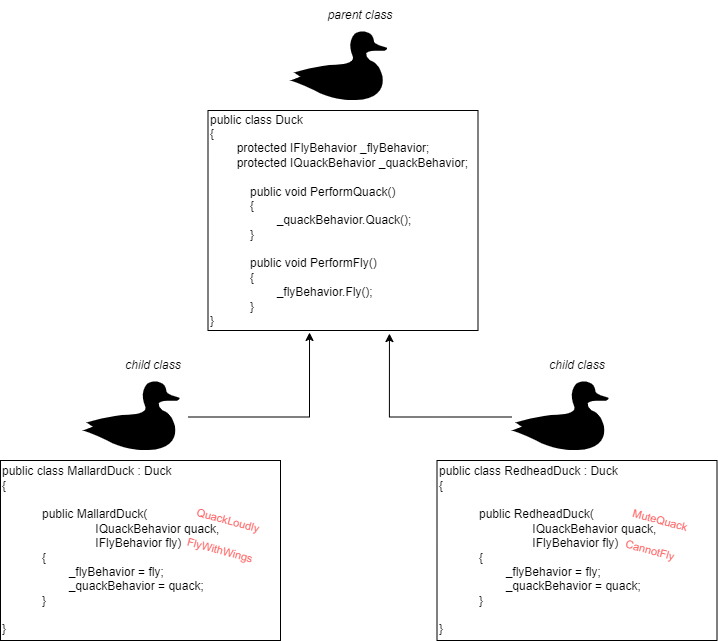 parent class
public class Duck
{
protected IFlyBehavior _flyBehavior;
protected IQuackBehavior _quackBehavior;
public void PerformQuack()
{
_quackBehavior.Quack();
}
public void PerformFly()
{
_flyBehavior.Fly();
}
}
child class
public class MallardDuck : Duck
{
public MallardDuck(
QuackLoudly
IQuackBehavior quack,
IFlyBehavior fly)
FlyWithWings
{
_flyBehavior = fly;
_quackBehavior = quack;
}
}
child class
public class RedheadDuck : Duck
{
public RedheadDuck(
MuteQuack
IQuackBehavior quack,
IFlyBehavior fly)
CannotFly
{
_flyBehavior = fly;
_quackBehavior = quack;
}
}